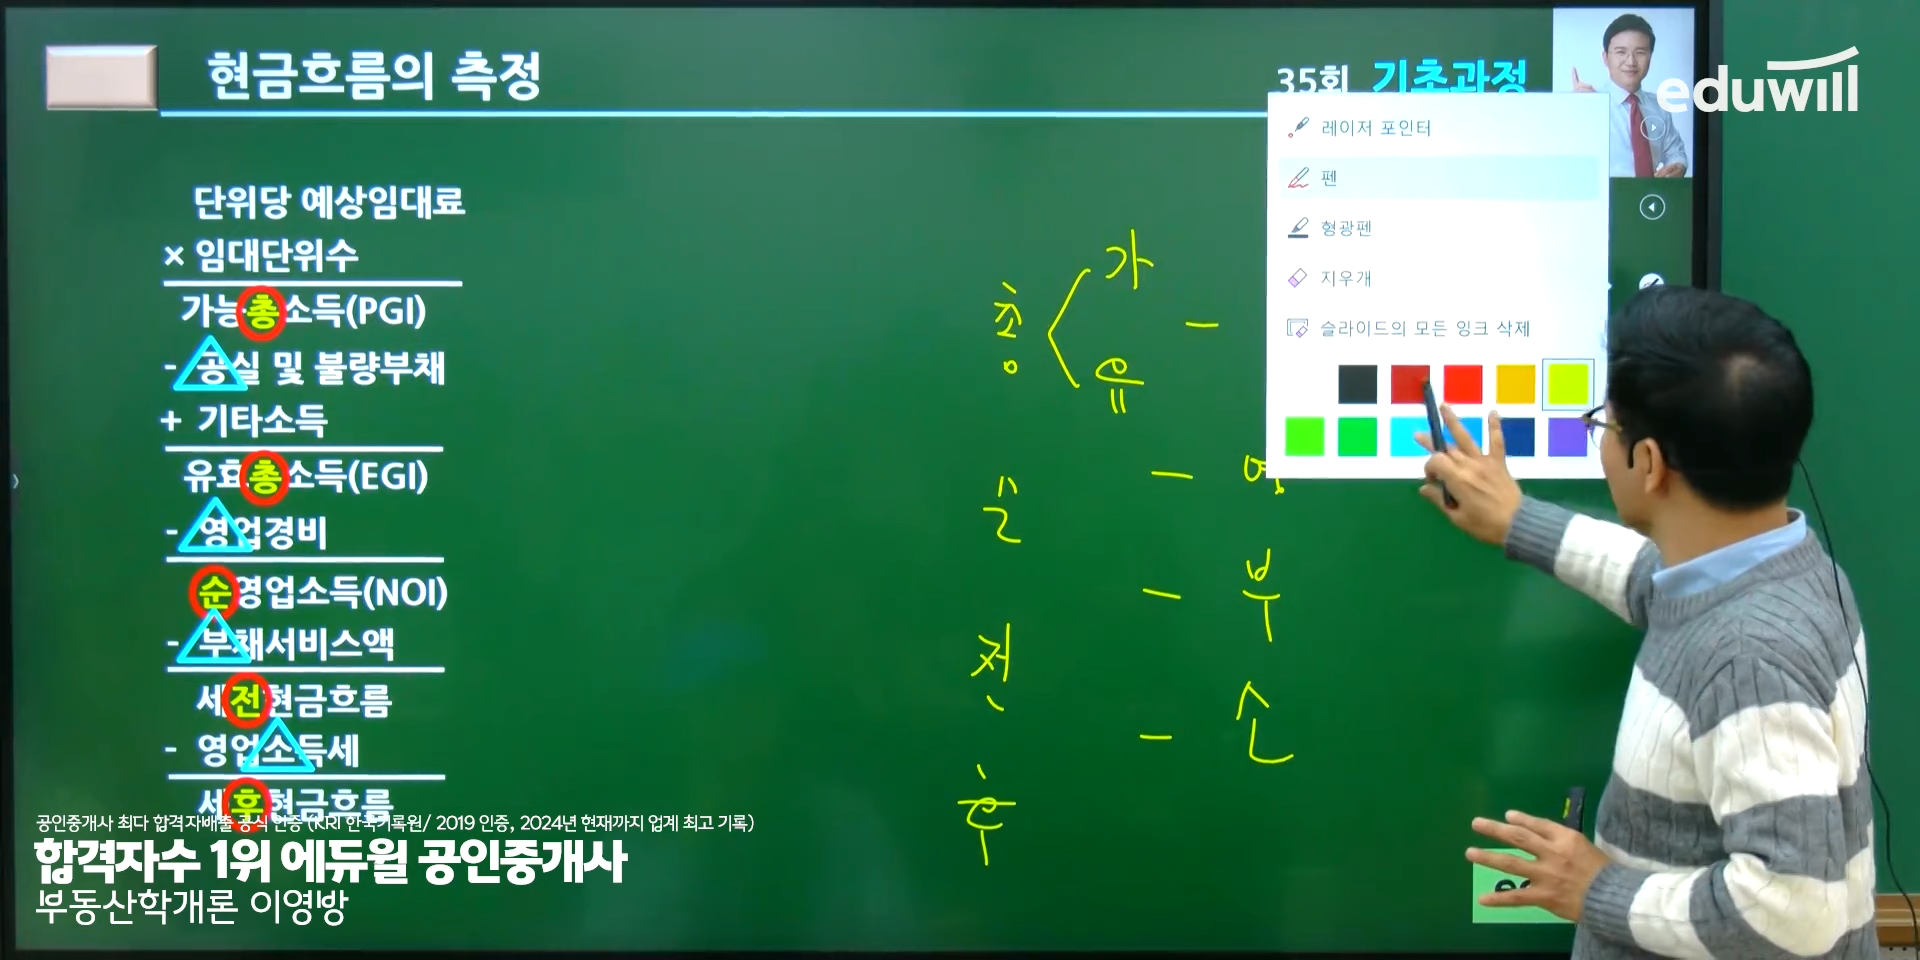 현금흐름의 측정
35회 기초과정
eduwill
레이저 포인터
펜
형광펜
지우개
슬라이드의 모든 잉크 삭제
단위당 예상임대료
× 임대단위수
가능총소득(PGI)
- 공실 및 불량부채
+ 기타소득
유효총소득(EGI)
- 영업경비
순영업소득(NOI)
- 부채서비스액
세전현금흐름
- 영업소득세
세후현금흐름
총 가 -
유
순 - 영
전 - 부
후 - 소
공인중개사 최다 합격자배출 공식 인증 (KRI 한국기록원/ 2019 인증, 2024년 현재까지 업계 최고 기록)
합격자수 1위 에듀윌 공인중개사
부동산학개론 이영방